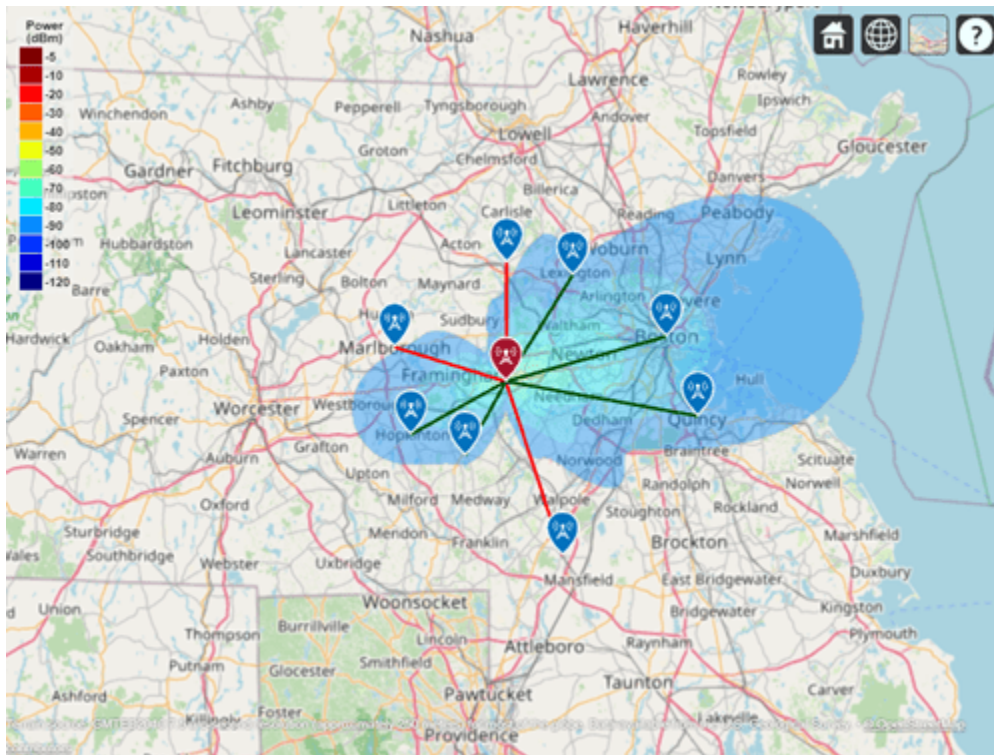 Power
(dBm)
-5
-10
-20
-30
-40
-50
-60
-70
-80
-90
-100
-110
-120
?
Nashua
Haverhill
Lawrence
Rowley
Winchendon
Ashby
Pepperell
Tyngsborough
Andover
Ipswich
Lowell
Topsfield
Groton
Chelmsford
Gloucester
Gardner
Fitchburg
Danvers
Billerica
Leominster
Littleton
Carlisle
Reading
Peabody
Hubbardston
Lancaster
Acton
Woburn
Lynn
Sterling
Bolton
Maynard
Lexington
Barre
Arlington
Sudbury
Waltham
Hardwick
Oakham
Marlborough
Boston
Paxton
Newton
Hull
Worcester
Westborough
Spencer
Dedham
Quincy
Warren
Grafton
Hopkinton
Auburn
Norwood
Braintree
Scituate
Upton
Randolph
Norwell
Oxford
Milford
Medway
Walpole
Stoughton
Rockland
Sturbridge
Mendon
Franklin
Marshfield
Southbridge
Uxbridge
Brockton
Webster
Mansfield
East Bridgewater
Duxbury
Union
Woonsocket
Bridgewater
Kingston
Burrillville
Thompson
Lincoln
Attleboro
Raynham
Plymouth
Putnam
Glocester
Smithfield
Ashford
Pawtucket
Taunton
Carver
Foster
Providence